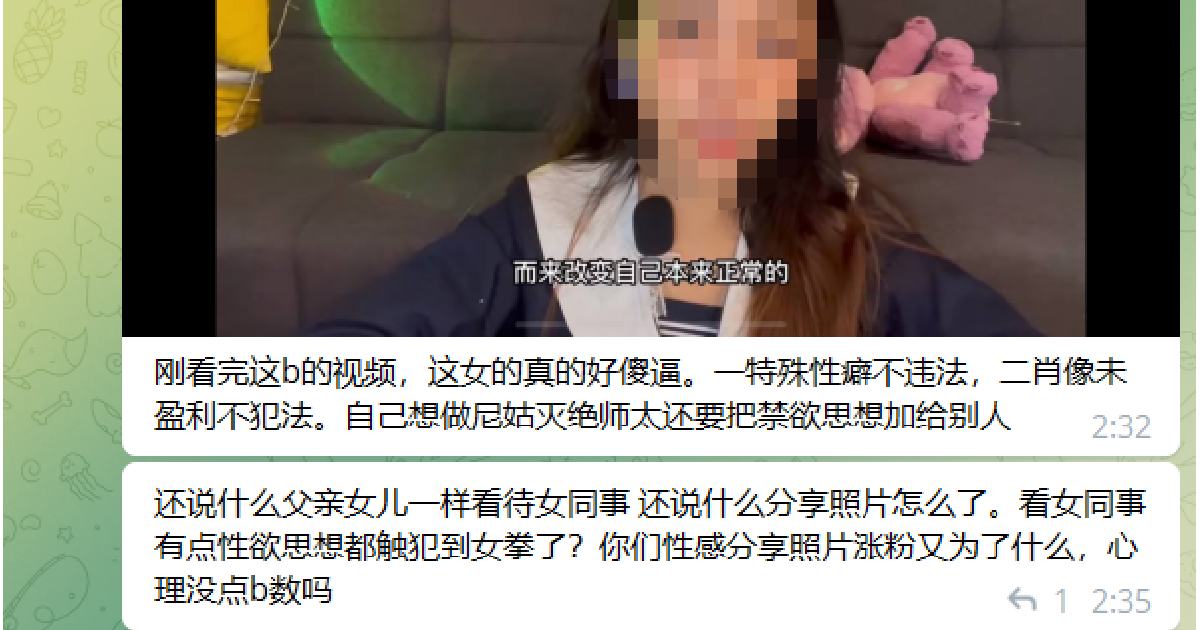 而来改变自己本来正常的
刚看完这b的视频，这女的真的好傻逼。一特殊性癖不违法，二肖像未
盈利不犯法。自己想做尼姑灭绝师太还要把禁欲思想加给别人
2:32
还说什么父亲女儿一样看待女同事 还说什么分享照片怎么了。看女同事
有点性欲思想都触犯到女拳了？你们性感分享照片涨粉又为了什么，心
理没点b数吗
1 2:35